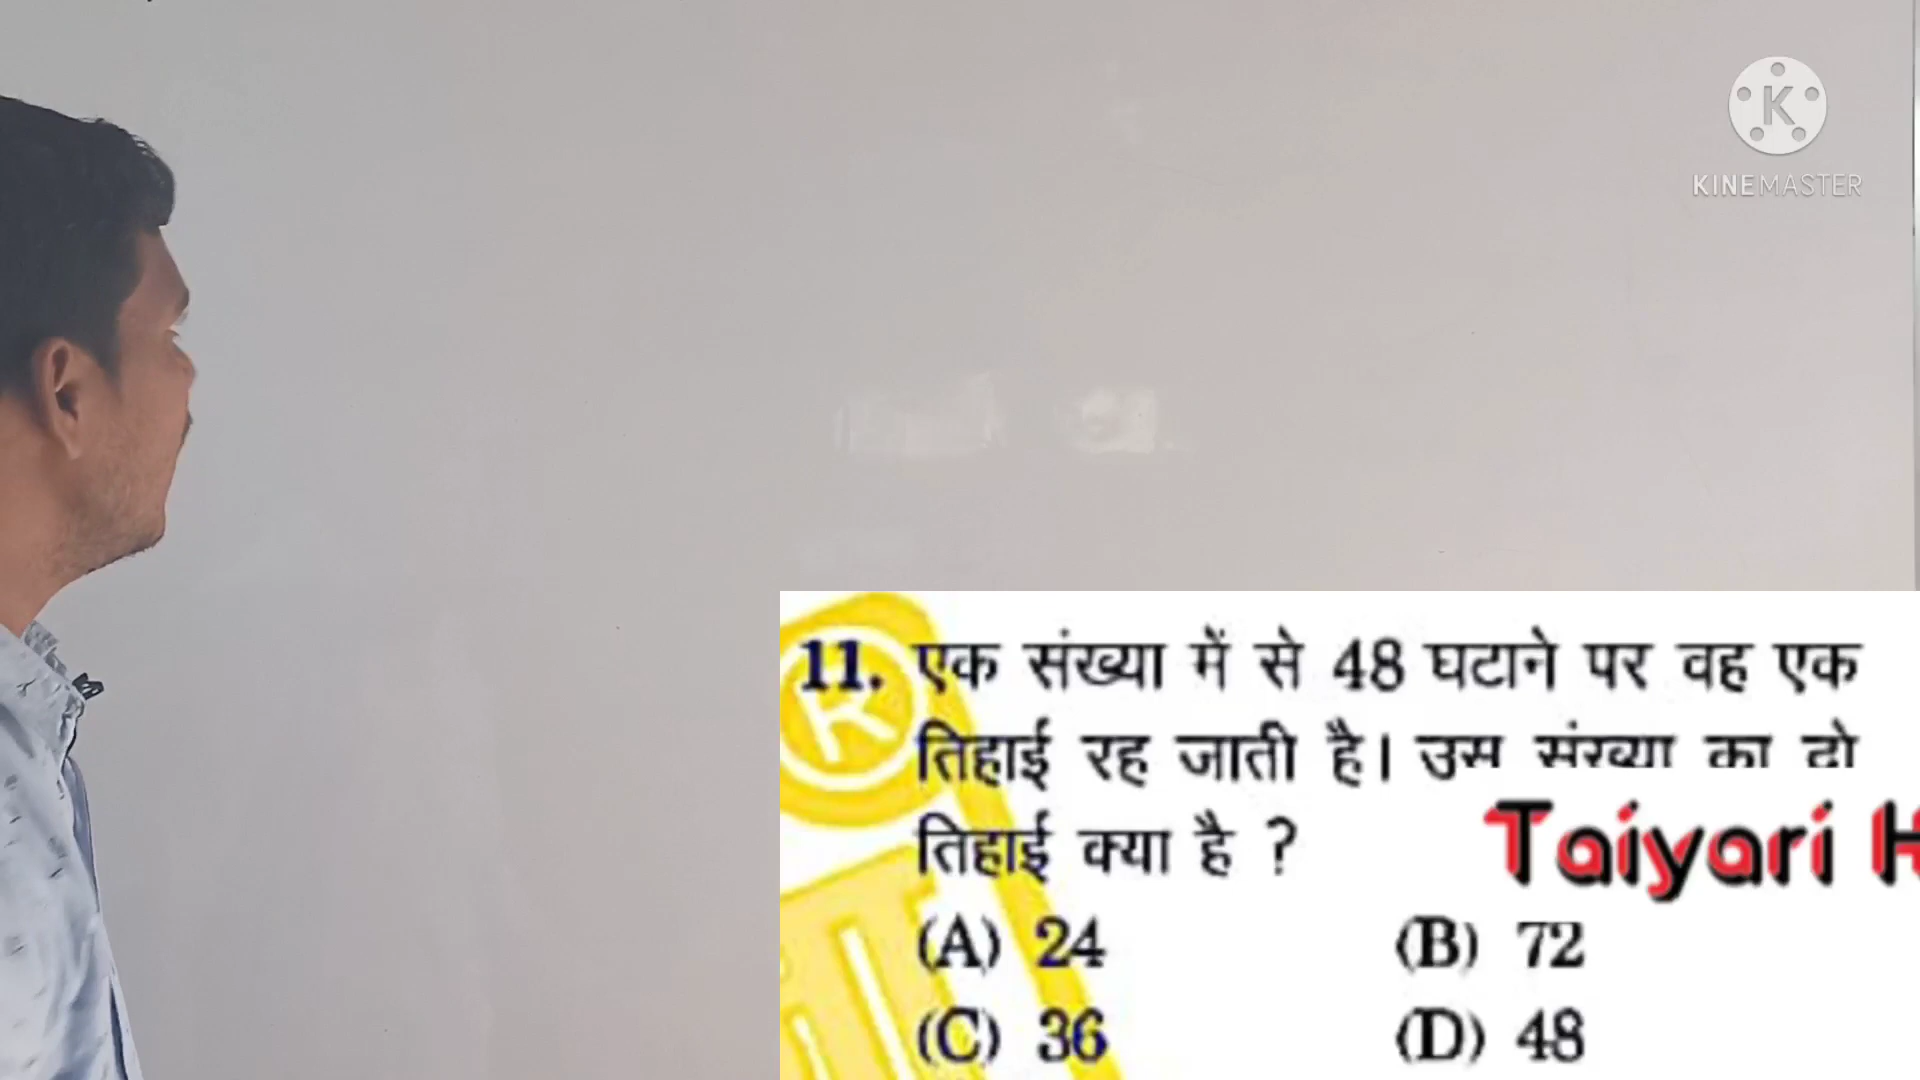 KINEMASTER
11. एक संख्या में से 48 घटाने पर वह एक
तिहाई रह जाती है। उस संख्या का दो
तिहाई क्या है ?
Taiyari H
(A) 24 (B) 72
(C) 36 (D) 48